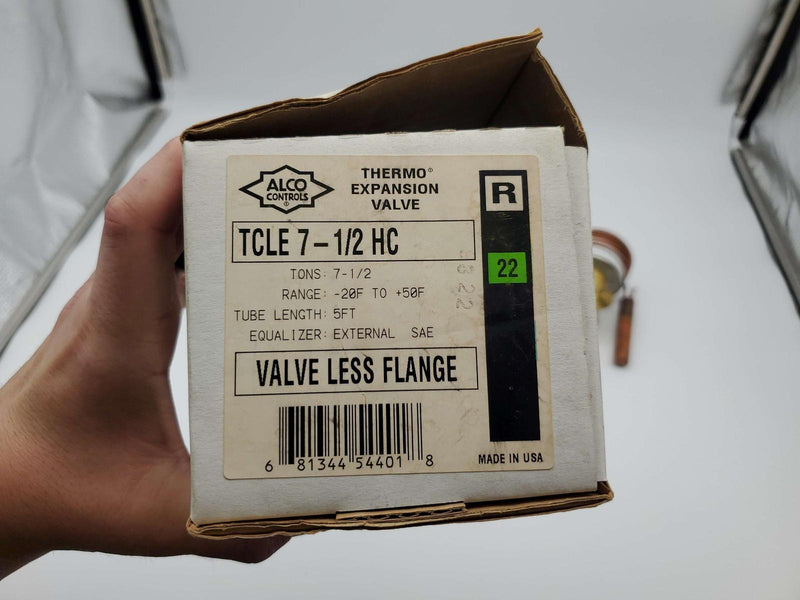 ALCO
CONTROLS
®
THERMO®
EXPANSION
VALVE
R
TCLE 7-1/2 HC
22
TONS: 7-1/2
RANGE: -20F TO +50F
TUBE LENGTH: 5FT
EQUALIZER: EXTERNAL SAE
VALVE LESS FLANGE
6 81344 54401 8
MADE IN USA